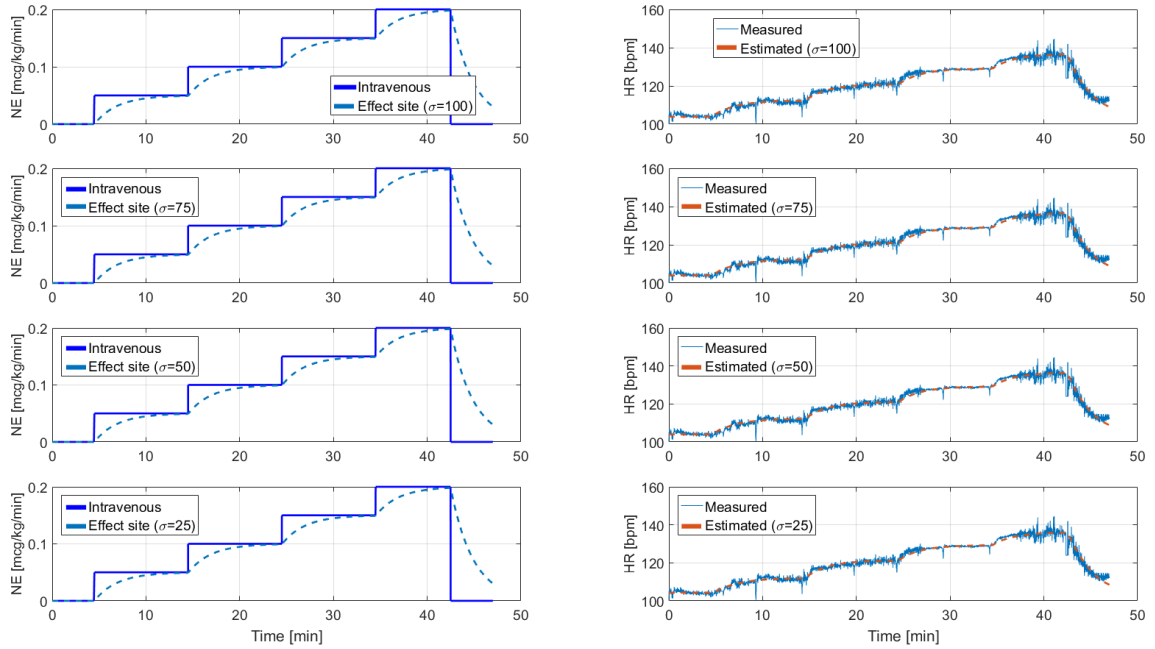 NE [mcg/kg/min]
0.2
0.1
0
Intravenous
Effect site (σ=100)
0 10 20 30 40 50
HR [bpm]
160
140
120
100
Measured
Estimated (σ=100)
0 10 20 30 40 50
NE [mcg/kg/min]
0.2
0.1
0
Intravenous
Effect site (σ=75)
0 10 20 30 40 50
HR [bpm]
160
140
120
100
Measured
Estimated (σ=75)
0 10 20 30 40 50
NE [mcg/kg/min]
0.2
0.1
0
Intravenous
Effect site (σ=50)
0 10 20 30 40 50
HR [bpm]
160
140
120
100
Measured
Estimated (σ=50)
0 10 20 30 40 50
NE [mcg/kg/min]
0.2
0.1
0
Intravenous
Effect site (σ=25)
0 10 20 30 40 50
Time [min]
HR [bpm]
160
140
120
100
Measured
Estimated (σ=25)
0 10 20 30 40 50
Time [min]